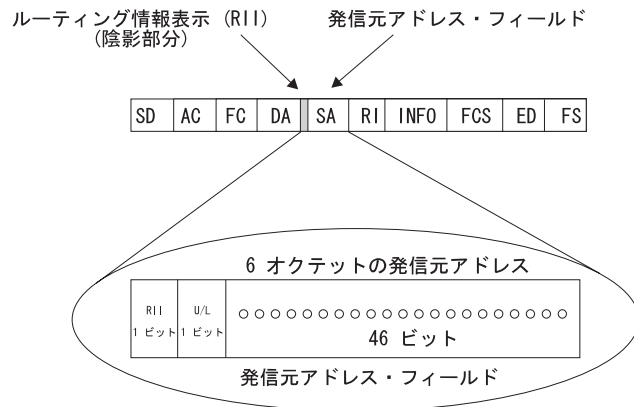 ルーティング情報表示 (RII)
(陰影部分)
発信元アドレス・フィールド
SD AC FC DA SA RI INFO FCS ED FS
6 オクテットの発信元アドレス
RII
1 ビット
U/L
1 ビット
46 ビット
発信元アドレス・フィールド